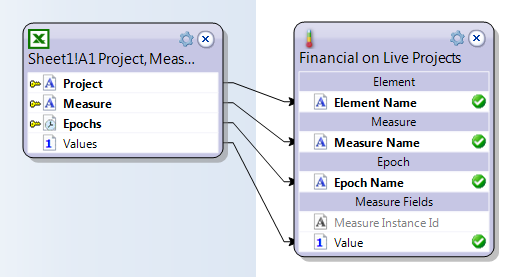 Sheet1!A1 Project, Meas...
Project
Measure
Epochs
Values
Financial on Live Projects
Element
Element Name
Measure
Measure Name
Epoch
Epoch Name
Measure Fields
Measure Instance Id
Value